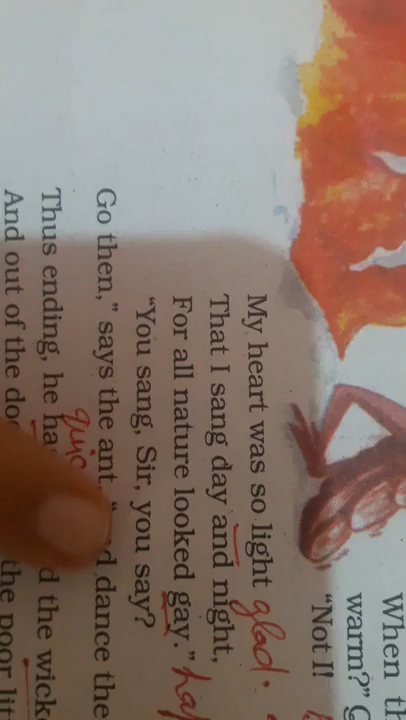 When th
warm?"
"Not I!
My heart was so light glad.
That I sang day and night,
For all nature looked gay." hap
"You sang, Sir, you say?
Go then," says the ant, " d dance the
quic
Thus ending, he ha d the wick
And out of the do the poor lit